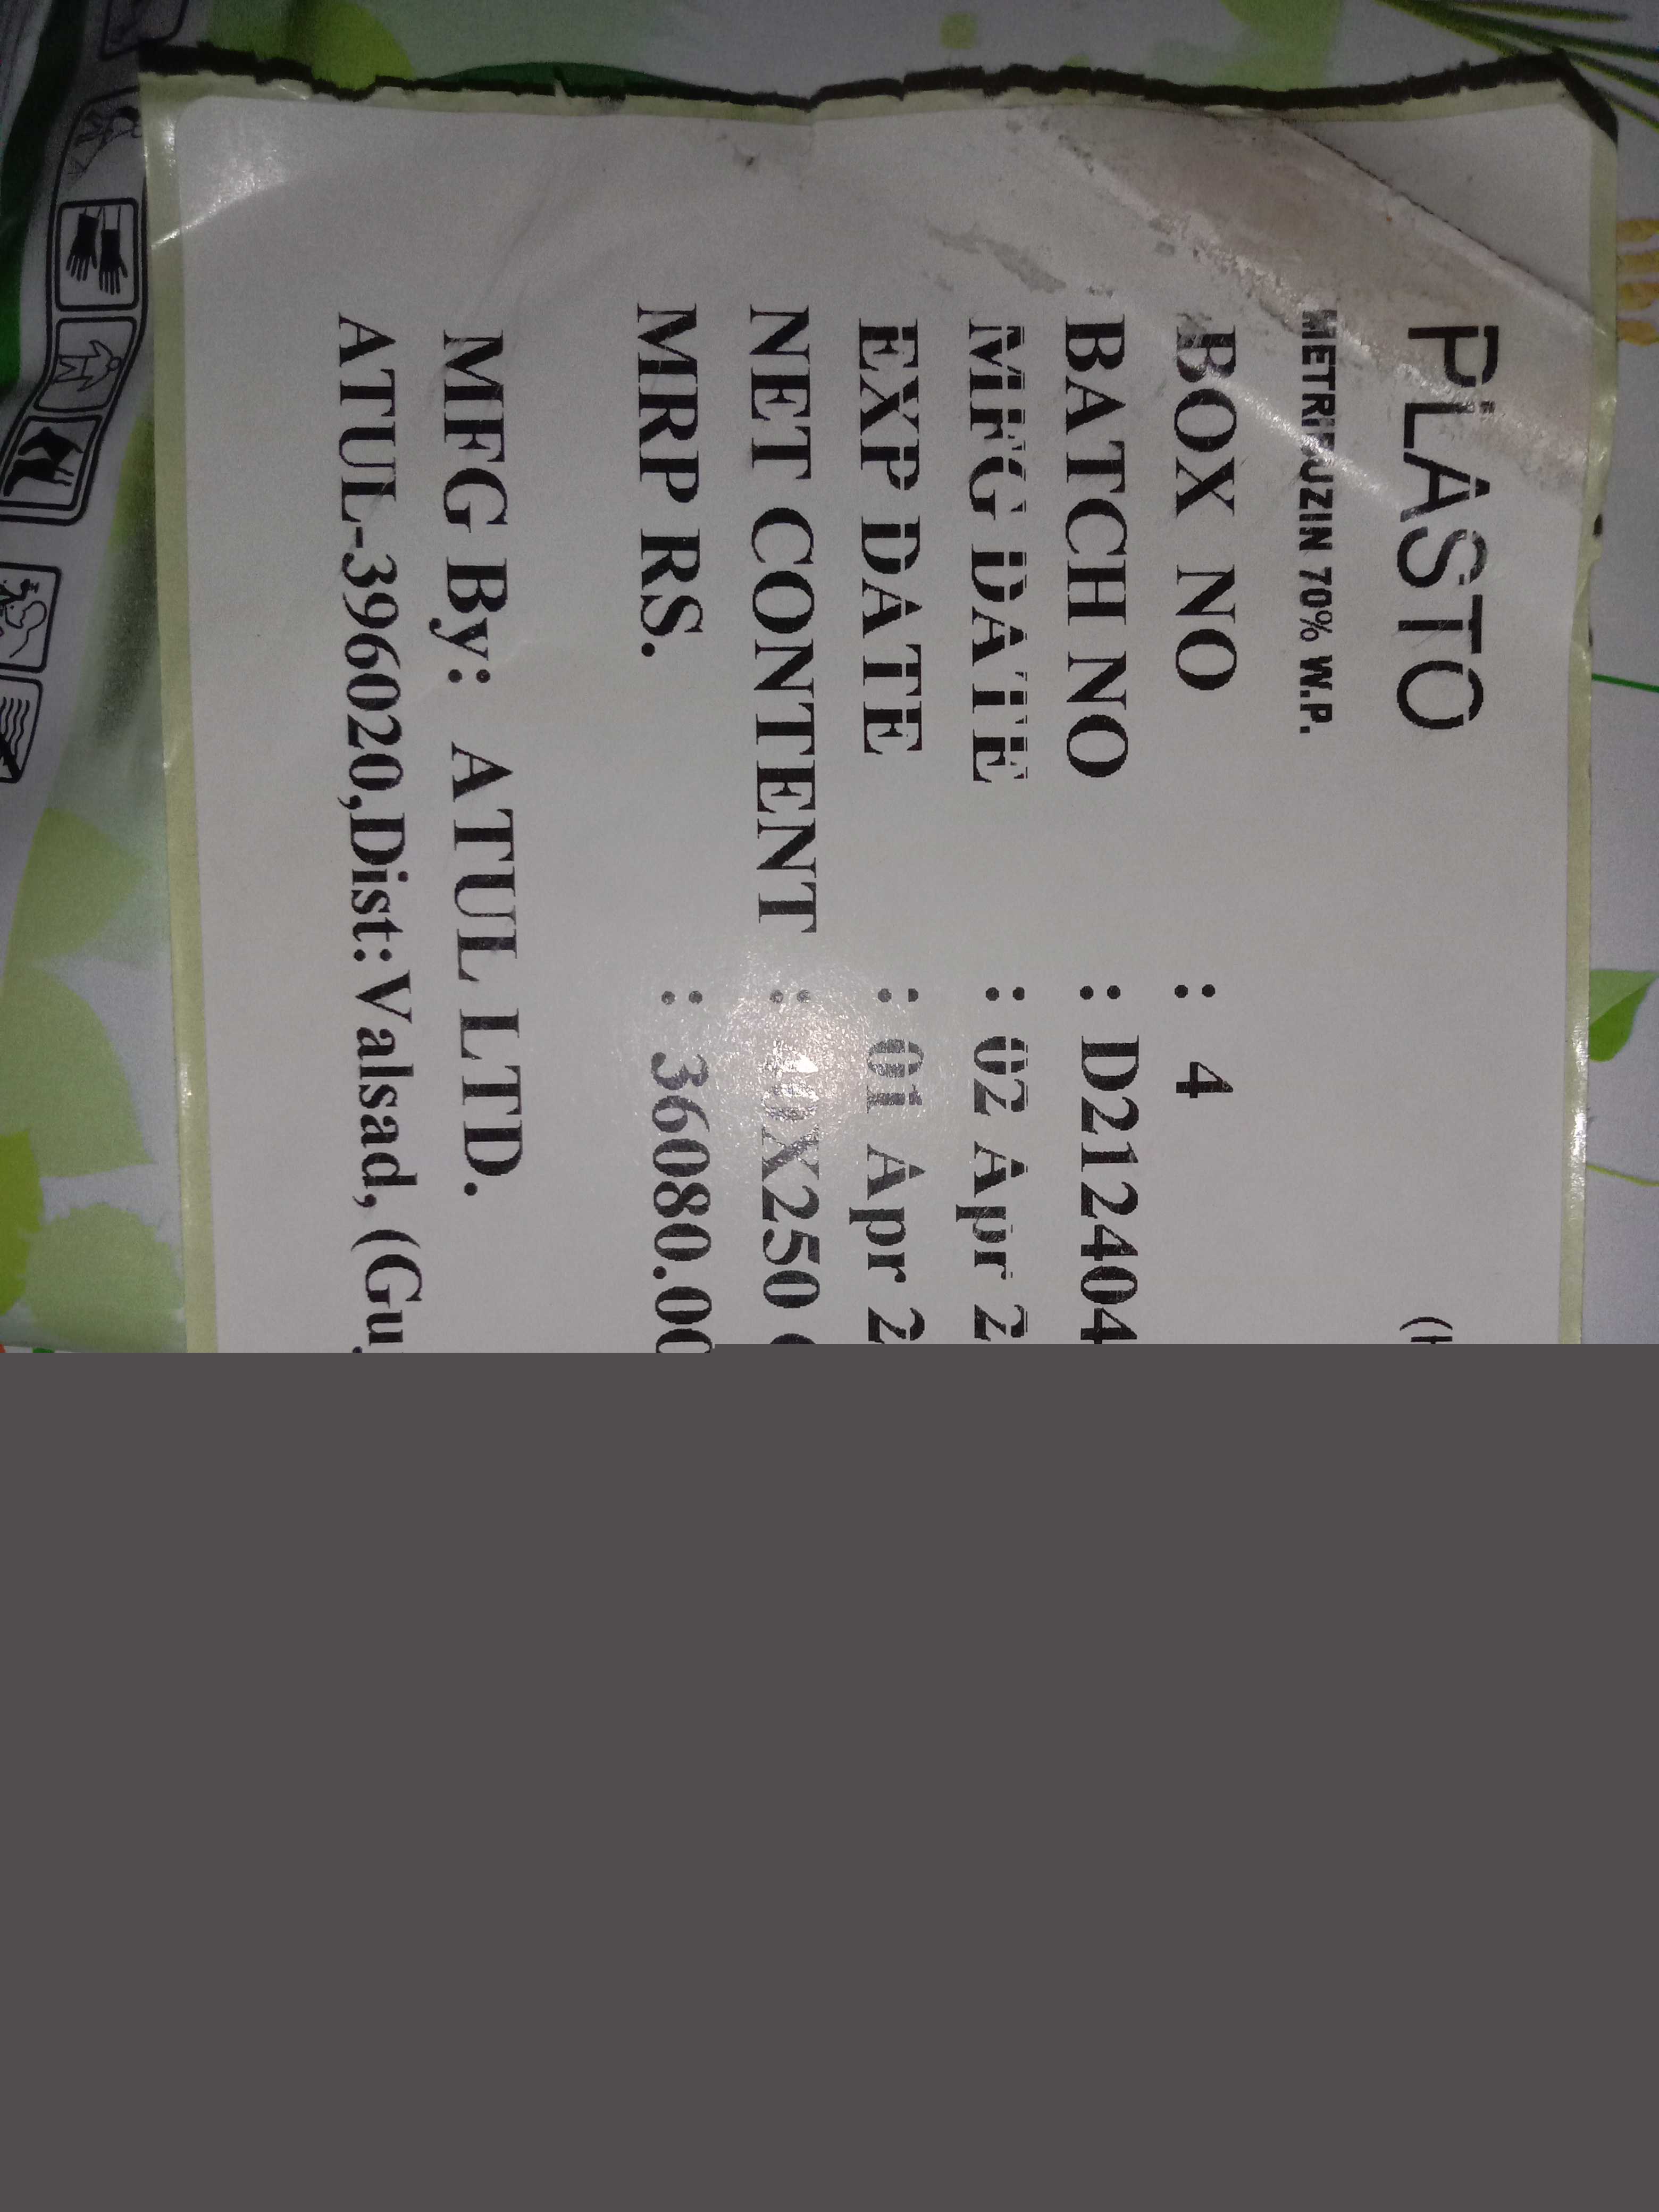 PLASTO
METRIBUZIN 70% W.P.
BOX NO : 4
BATCH NO : D212404
MFG DATE : 02 Apr 2
EXP DATE : 01 Apr 2
NET CONTENT :
MRP RS. : 36080.00
MFG By: ATUL LTD.
ATUL-396020,Dist:Valsad, (Gu